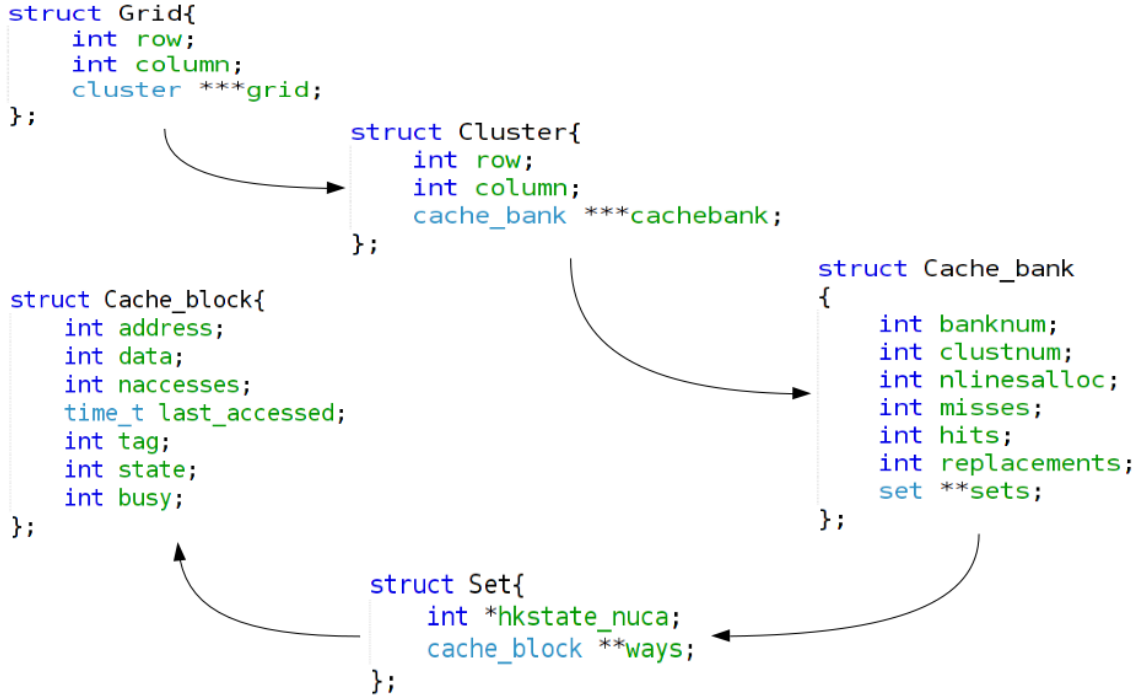 struct Grid{
int row;
int column;
cluster ***grid;
};
struct Cluster{
int row;
int column;
cache_bank ***cachebank;
};
struct Cache_bank
{
int banknum;
int clustnum;
int nlinesalloc;
int misses;
int hits;
int replacements;
set **sets;
};
struct Set{
int *hkstate_nuca;
cache_block **ways;
};
struct Cache_block{
int address;
int data;
int naccesses;
time_t last_accessed;
int tag;
int state;
int busy;
};